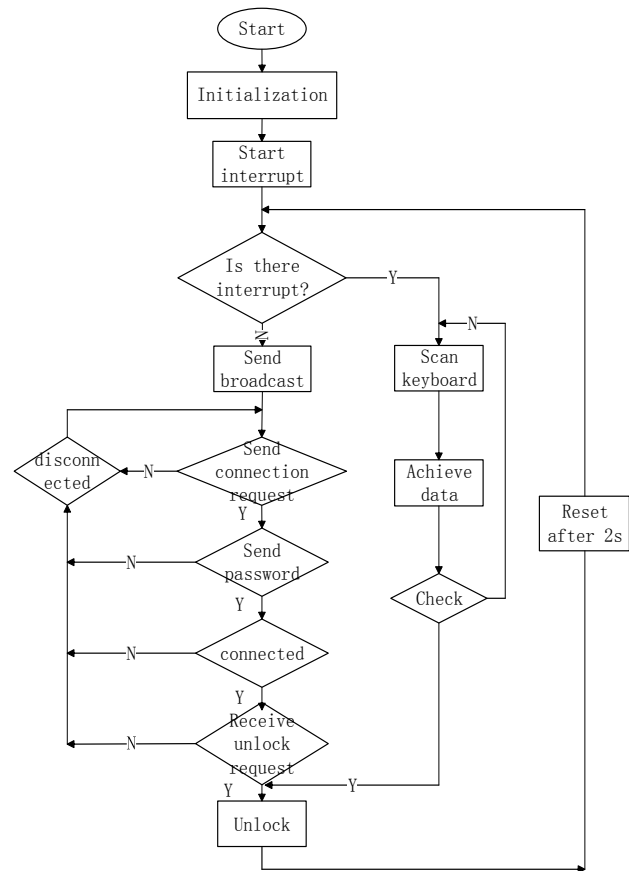 Start
Initialization
Start
interrupt
Is there
interrupt?
Y
N
N
Send
broadcast
Scan
keyboard
disconn
ected
N
Send
connection
request
Achieve
data
Y
Reset
after 2s
N
Send
password
Check
Y
N
connected
Y
N
Receive
unlock
request
Y
Y
Unlock